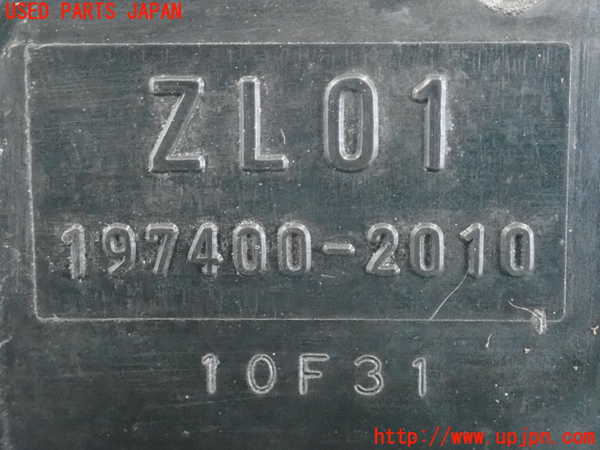 USED PARTS JAPAN
ZL01
197400-2010
10F31
http://www.upjpn.com/